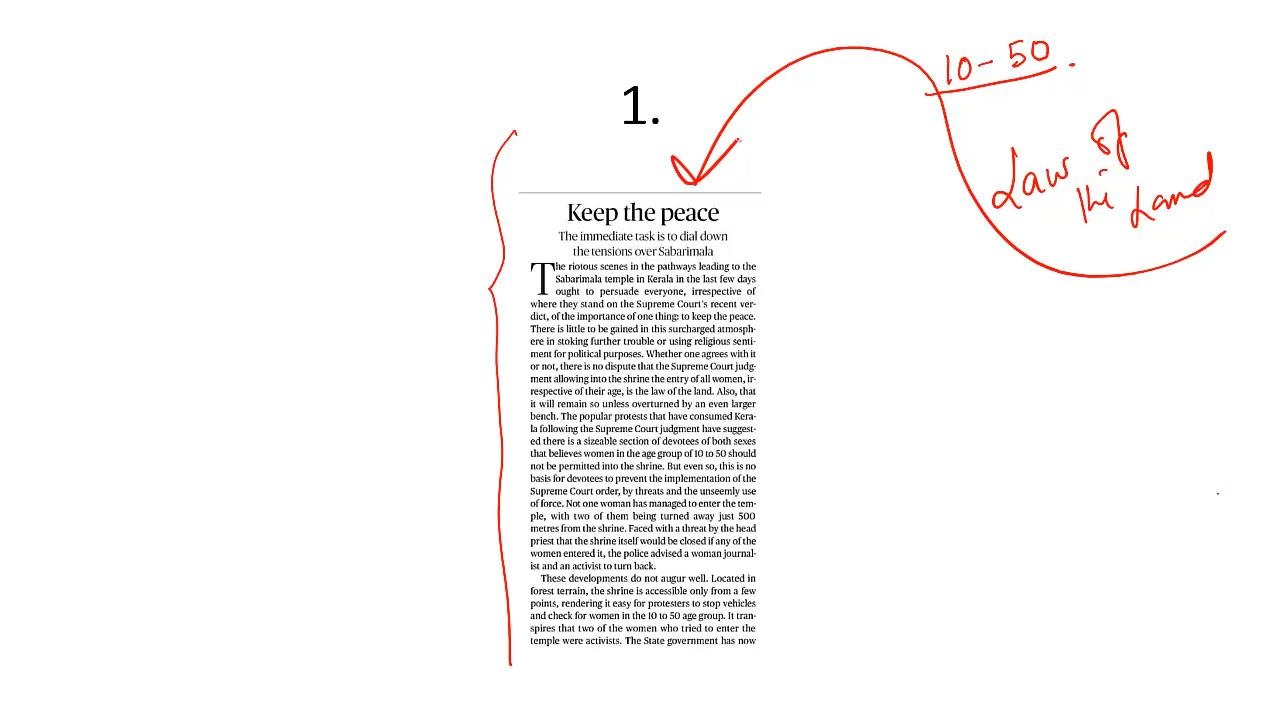 10 - 50.
1.
Law of
the Land
Keep the peace
The immediate task is to dial down
the tensions over Sabarimala
The riotous scenes in the pathways leading to the
Sabarimala temple in Kerala in the last few days
ought to persuade everyone, irrespective of
where they stand on the Supreme Court's recent ver-
dict, of the importance of one thing: to keep the peace.
There is little to be gained in this surcharged atmosph-
ere in stoking further trouble or using religious senti-
ment for political purposes. Whether one agrees with it
or not, there is no dispute that the Supreme Court judg-
ment allowing into the shrine the entry of all women, ir-
respective of their age, is the law of the land. Also, that
it will remain so unless overturned by an even larger
bench. The popular protests that have consumed Kera-
la following the Supreme Court judgment have suggest-
ed there is a sizeable section of devotees of both sexes
that believes women in the age group of 10 to 50 should
not be permitted into the shrine. But even so, this is no
basis for devotees to prevent the implementation of the
Supreme Court order, by threats and the unseemly use
of force. Not one woman has managed to enter the tem-
ple, with two of them being turned away just 500
metres from the shrine. Faced with a threat by the head
priest that the shrine itself would be closed if any of the
women entered it, the police advised a woman journal-
ist and an activist to turn back.
These developments do not augur well. Located in
forest terrain, the shrine is accessible only from a few
points, rendering it easy for protesters to stop vehicles
and check for women in the 10 to 50 age group. It tran-
spires that two of the women who tried to enter the
temple were activists. The State government has now